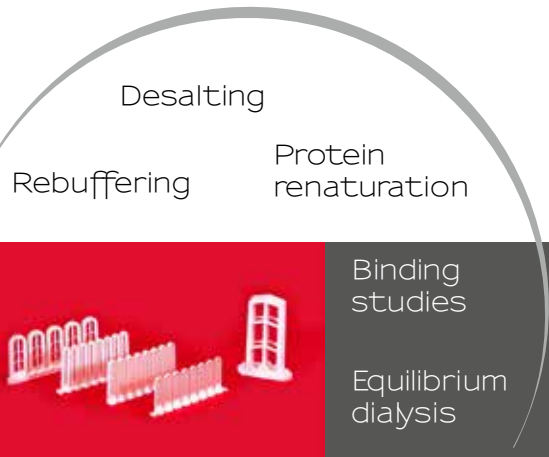 Desalting
Protein
renaturation
Rebuffering
Binding
studies
Equilibrium
dialysis